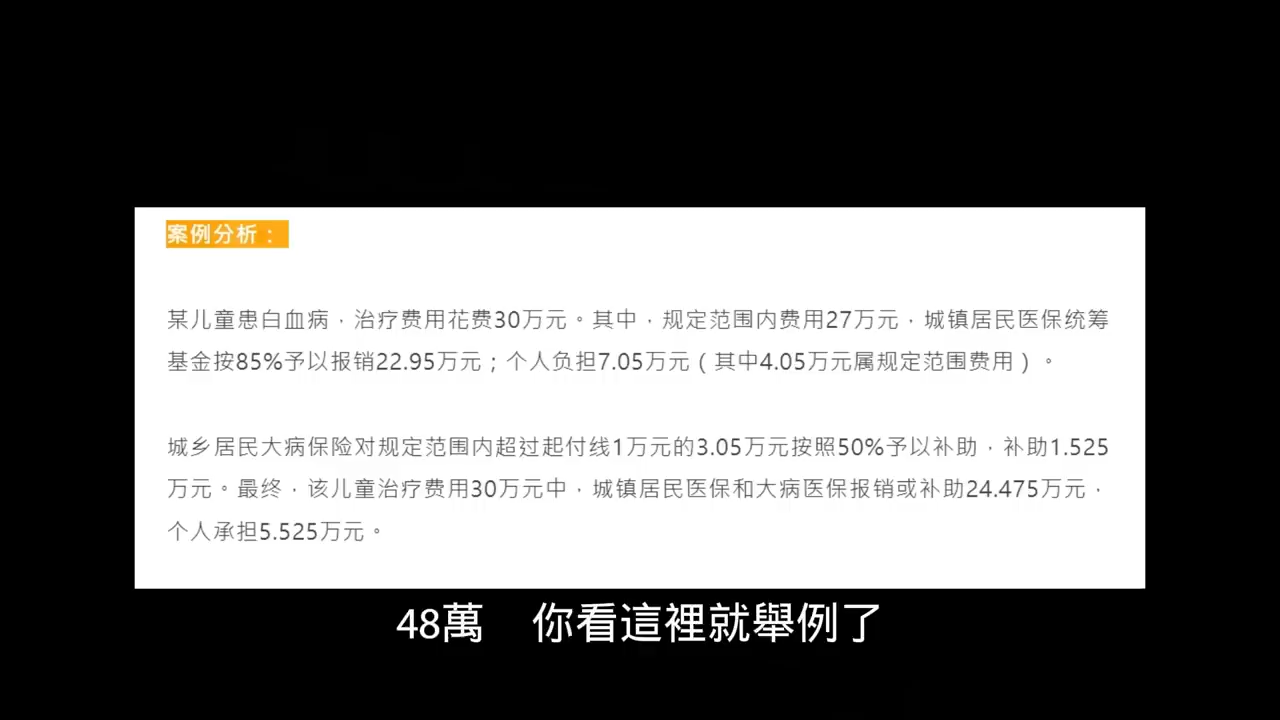 案例分析：
某儿童患白血病，治疗费用花费30万元。其中，规定范围内费用27万元，城镇居民医保统筹
基金按85%予以报销22.95万元；个人负担7.05万元（其中4.05万元属规定范围费用）。
城乡居民大病保险对规定范围内超过起付线1万元的3.05万元按照50%予以补助，补助1.525
万元。最终，该儿童治疗费用30万元中，城镇居民医保和大病医保报销或补助24.475万元，
个人承担5.525万元。
48萬 你看這裡就舉例了